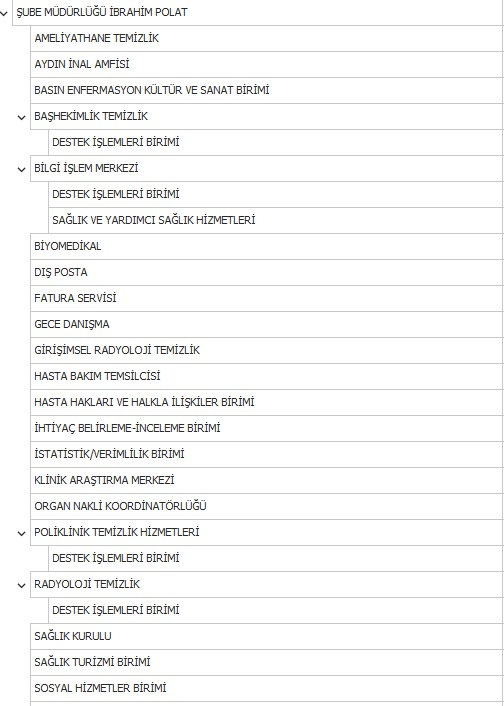 ŞUBE MÜDÜRLÜĞÜ İBRAHİM POLAT
AMELİYATHANE TEMİZLİK
AYDIN İNAL AMFİSİ
BASIN ENFERMASYON KÜLTÜR VE SANAT BİRİMİ
BAŞHEKİMLİK TEMİZLİK
DESTEK İŞLEMLERİ BİRİMİ
BİLGİ İŞLEM MERKEZİ
DESTEK İŞLEMLERİ BİRİMİ
SAĞLIK VE YARDIMCI SAĞLIK HİZMETLERİ
BİYOMEDİKAL
DIŞ POSTA
FATURA SERVİSİ
GECE DANIŞMA
GİRİŞİMSEL RADYOLOJİ TEMİZLİK
HASTA BAKIM TEMSİLCİSİ
HASTA HAKLARI VE HALKLA İLİŞKİLER BİRİMİ
İHTİYAÇ BELİRLEME-İNCELEME BİRİMİ
İSTATİSTİK/VERİMLİLİK BİRİMİ
KLİNİK ARAŞTIRMA MERKEZİ
ORGAN NAKLİ KOORDİNATÖRLÜĞÜ
POLİKLİNİK TEMİZLİK HİZMETLERİ
DESTEK İŞLEMLERİ BİRİMİ
RADYOLOJİ TEMİZLİK
DESTEK İŞLEMLERİ BİRİMİ
SAĞLIK KURULU
SAĞLIK TURİZMİ BİRİMİ
SOSYAL HİZMETLER BİRİMİ